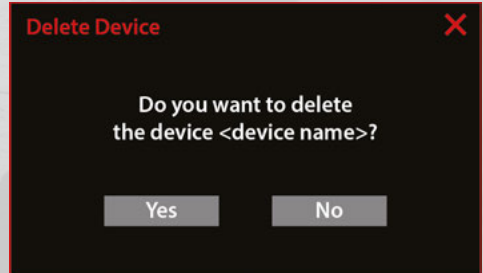 Delete Device
Do you want to delete
the device <device name>?
Yes
No